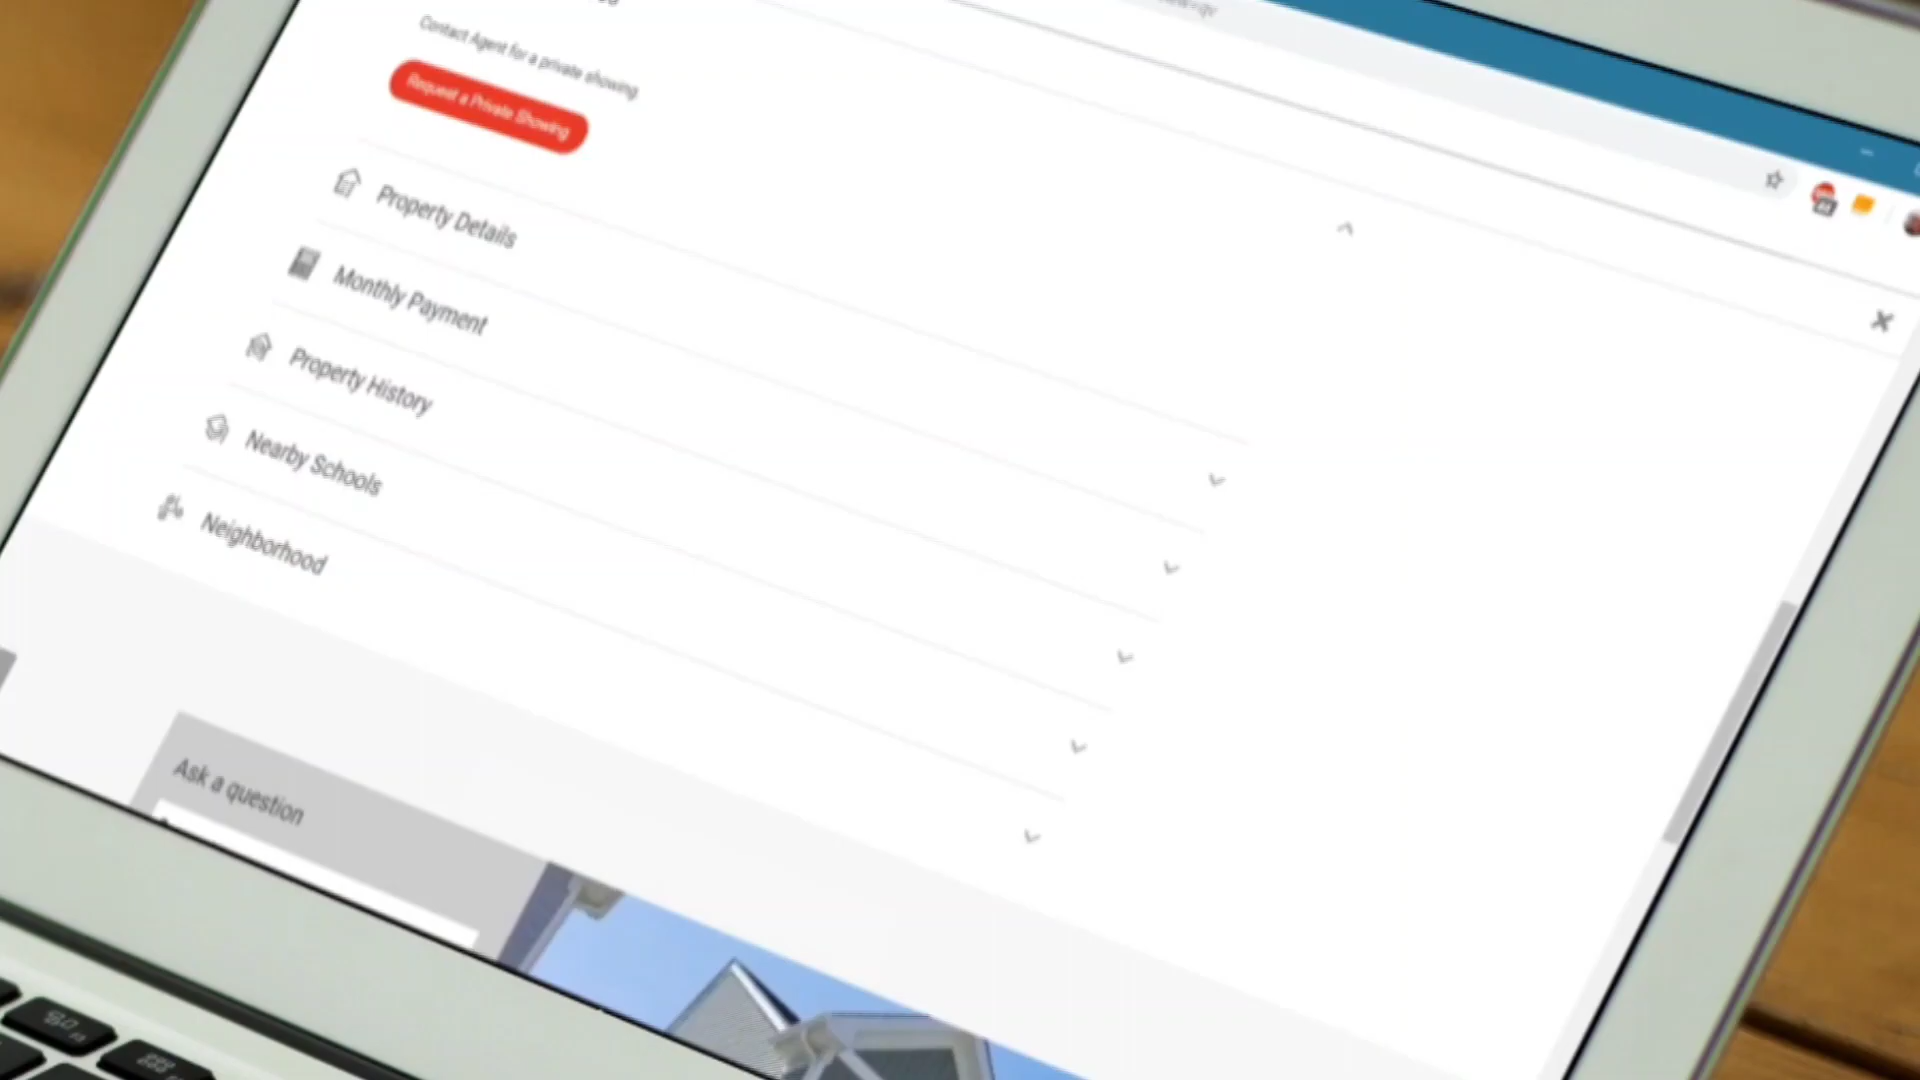 Contact Agent for a private showing
Request a Private Showing
Property Details
Monthly Payment
Property History
Nearby Schools
Neighborhood
Ask a question